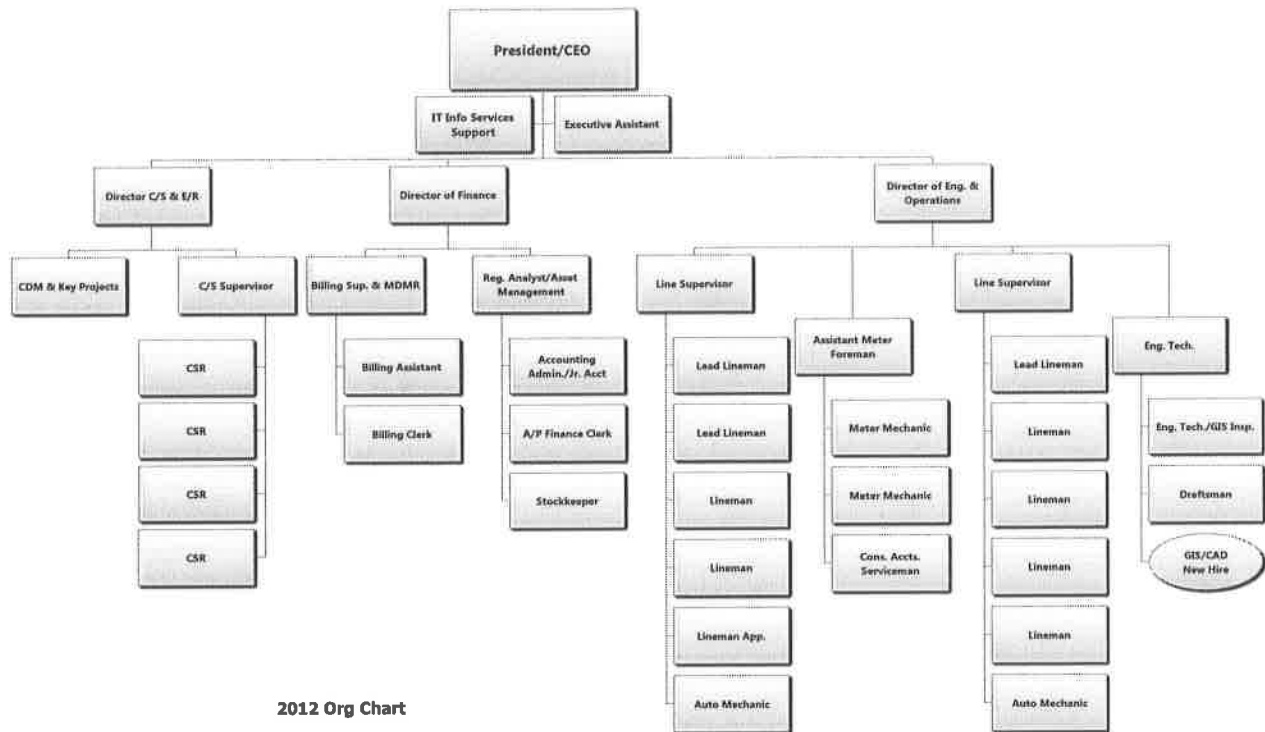 President/CEO
IT Info Services
Support
Executive Assistant
Director C/S & E/R
Director of Finance
Director of Eng. &
Operations
CDM & Key Projects
C/S Supervisor
CSR
CSR
CSR
CSR
Billing Sup. & MDMR
Billing Assistant
Billing Clerk
Reg. Analyst/Asset
Management
Accounting
Admin./Jr. Acct
A/P Finance Clerk
Stockkeeper
Line Supervisor
Lead Lineman
Lead Lineman
Lineman
Lineman
Lineman App.
Auto Mechanic
Assistant Meter
Foreman
Meter Mechanic
Meter Mechanic
Cons. Accts.
Serviceman
Line Supervisor
Lead Lineman
Lineman
Lineman
Lineman
Lineman
Auto Mechanic
Eng. Tech.
Eng. Tech./GIS Insp.
Draftsman
GIS/CAD
New Hire
2012 Org Chart